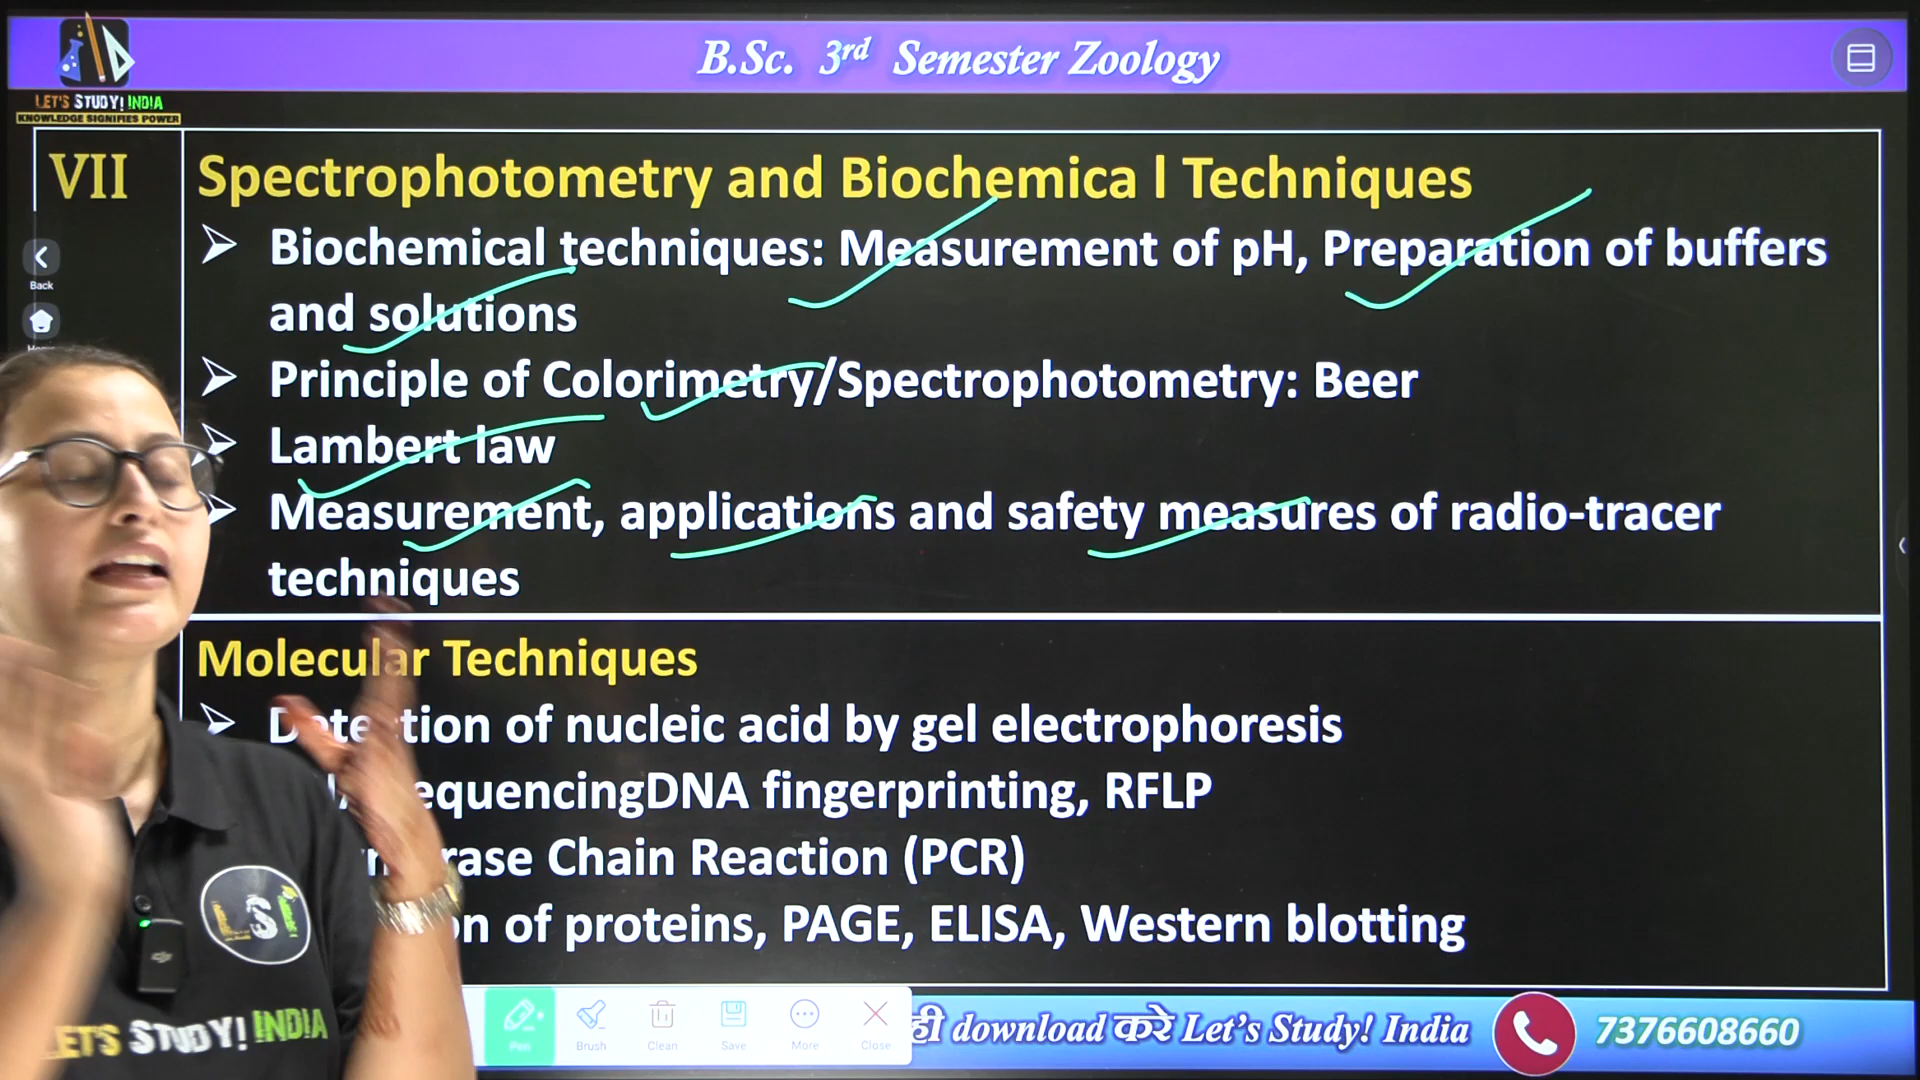 B.Sc. 3rd Semester Zoology
LET'S STUDY! INDIA
KNOWLEDGE SIGNIFIES POWER
VII
Spectrophotometry and Biochemica l Techniques
Biochemical techniques: Measurement of pH, Preparation of buffers
and solutions
Principle of Colorimetry/Spectrophotometry: Beer
Lambert law
Measurement, applications and safety measures of radio-tracer
techniques
Back
Molecular Techniques
Detection of nucleic acid by gel electrophoresis
equencingDNA fingerprinting, RFLP
rase Chain Reaction (PCR)
on of proteins, PAGE, ELISA, Western blotting
Pen
Brush
Clean
Save
More
Close
ही download करे Let's Study! India
7376608660
LET'S STUDY! INDIA